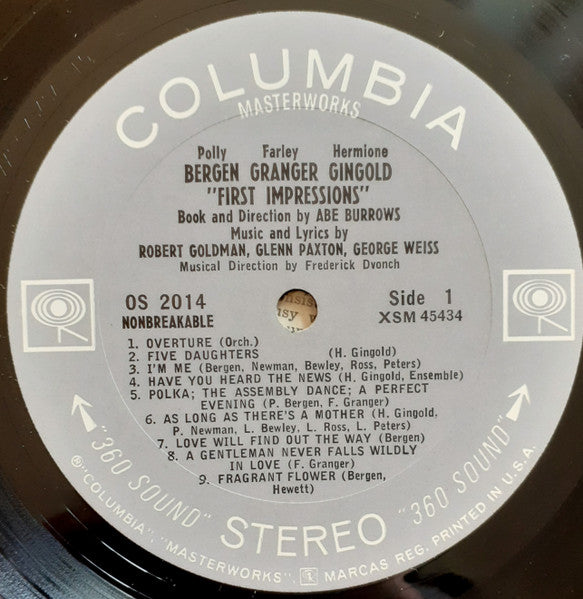 COLUMBIA
MASTERWORKS
Polly Farley Hermione
BERGEN GRANGER GINGOLD
"FIRST IMPRESSIONS"
Book and Direction by ABE BURROWS
Music and Lyrics by
ROBERT GOLDMAN, GLENN PAXTON, GEORGE WEISS
Musical Direction by Frederick Dvonch
OS 2014
NONBREAKABLE
Side 1
XSM 45434
1. OVERTURE (Orch.)
2. FIVE DAUGHTERS (H. Gingold)
3. I'M ME (Bergen, Newman, Bewley, Ross, Peters)
4. HAVE YOU HEARD THE NEWS (H. Gingold, Ensemble)
5. POLKA; THE ASSEMBLY DANCE; A PERFECT
EVENING (P. Bergen, F. Granger)
6. AS LONG AS THERE'S A MOTHER (H. Gingold,
P. Newman, L. Bewley, L. Ross, L. Peters)
7. LOVE WILL FIND OUT THE WAY (Bergen)
8. A GENTLEMAN NEVER FALLS WILDLY
IN LOVE (F. Granger)
9. FRAGRANT FLOWER (Bergen,
Hewett)
"360 SOUND" STEREO "360 SOUND"
® "COLUMBIA", "MASTERWORKS", MARCAS REG. PRINTED IN U.S.A.